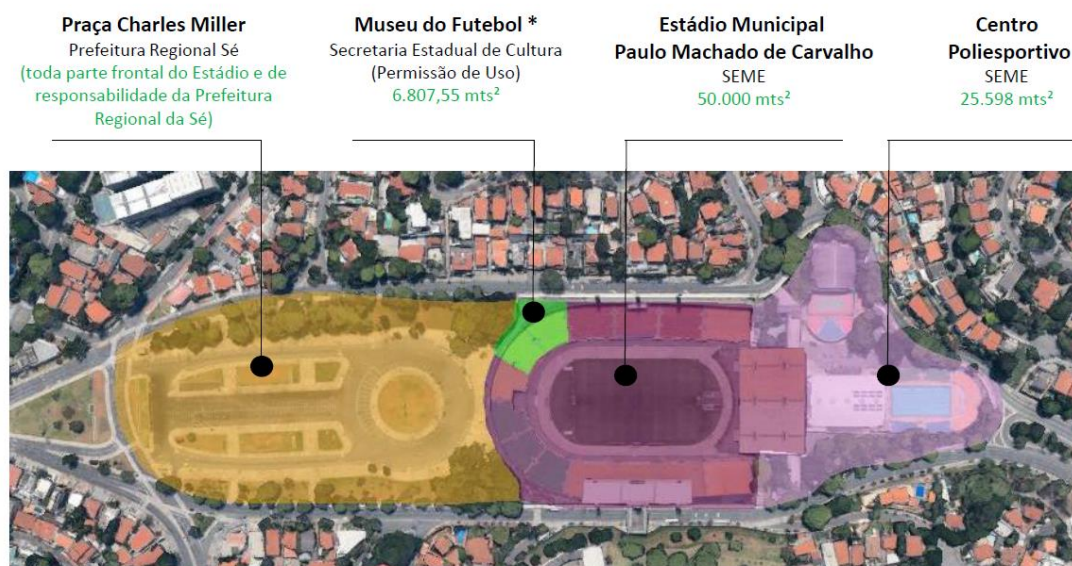 Praça Charles Miller
Prefeitura Regional Sé
(toda parte frontal do Estádio e de
responsabilidade da Prefeitura
Regional da Sé)
Museu do Futebol *
Secretaria Estadual de Cultura
(Permissão de Uso)
6.807,55 mts²
Estádio Municipal
Paulo Machado de Carvalho
SEME
50.000 mts²
Centro
Poliesportivo
SEME
25.598 mts²